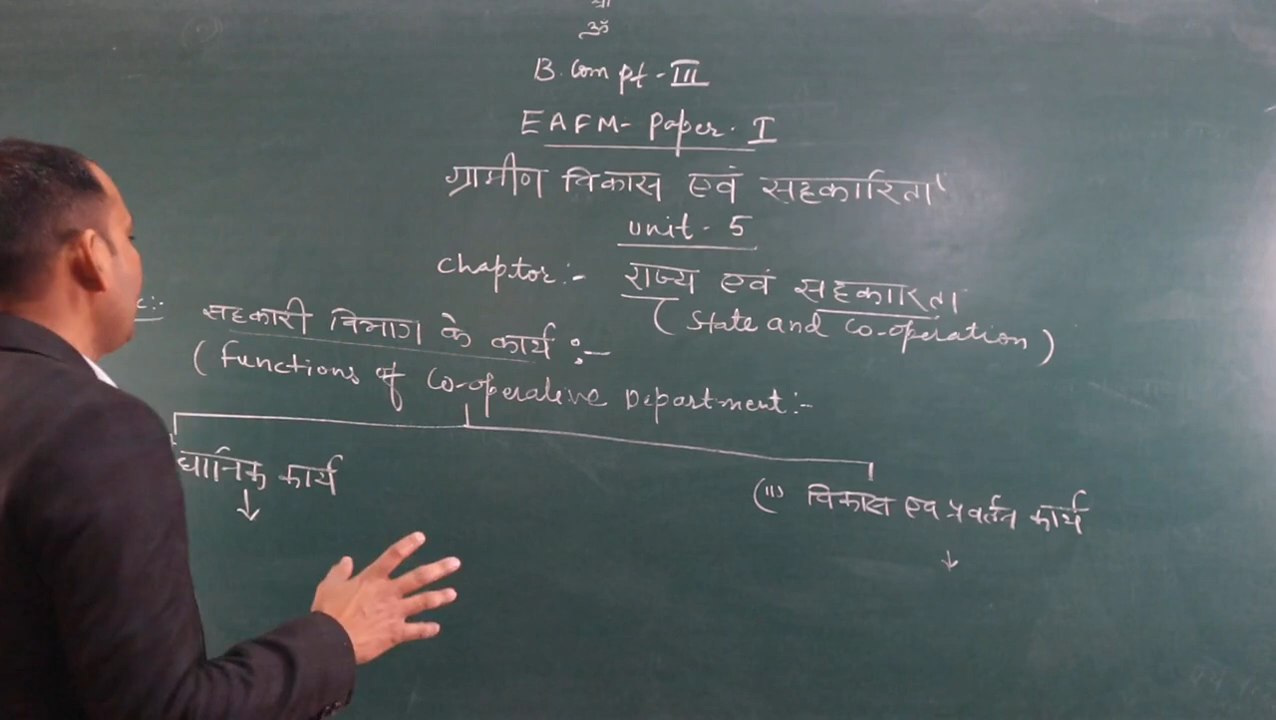 श्री
ॐ
B. Com pt - III
EAFM - Paper - I
ग्रामीण विकास एवं सहकारिता
unit - 5
chaptor :- राज्य एवं सहकारिता
( State and Co-operation )
c :- सहकारी विभाग के कार्य :-
( functions of Co-operative Department :-
धानिक कार्य
↓
(ii) विकास एवं प्रवर्तन कार्य
↓